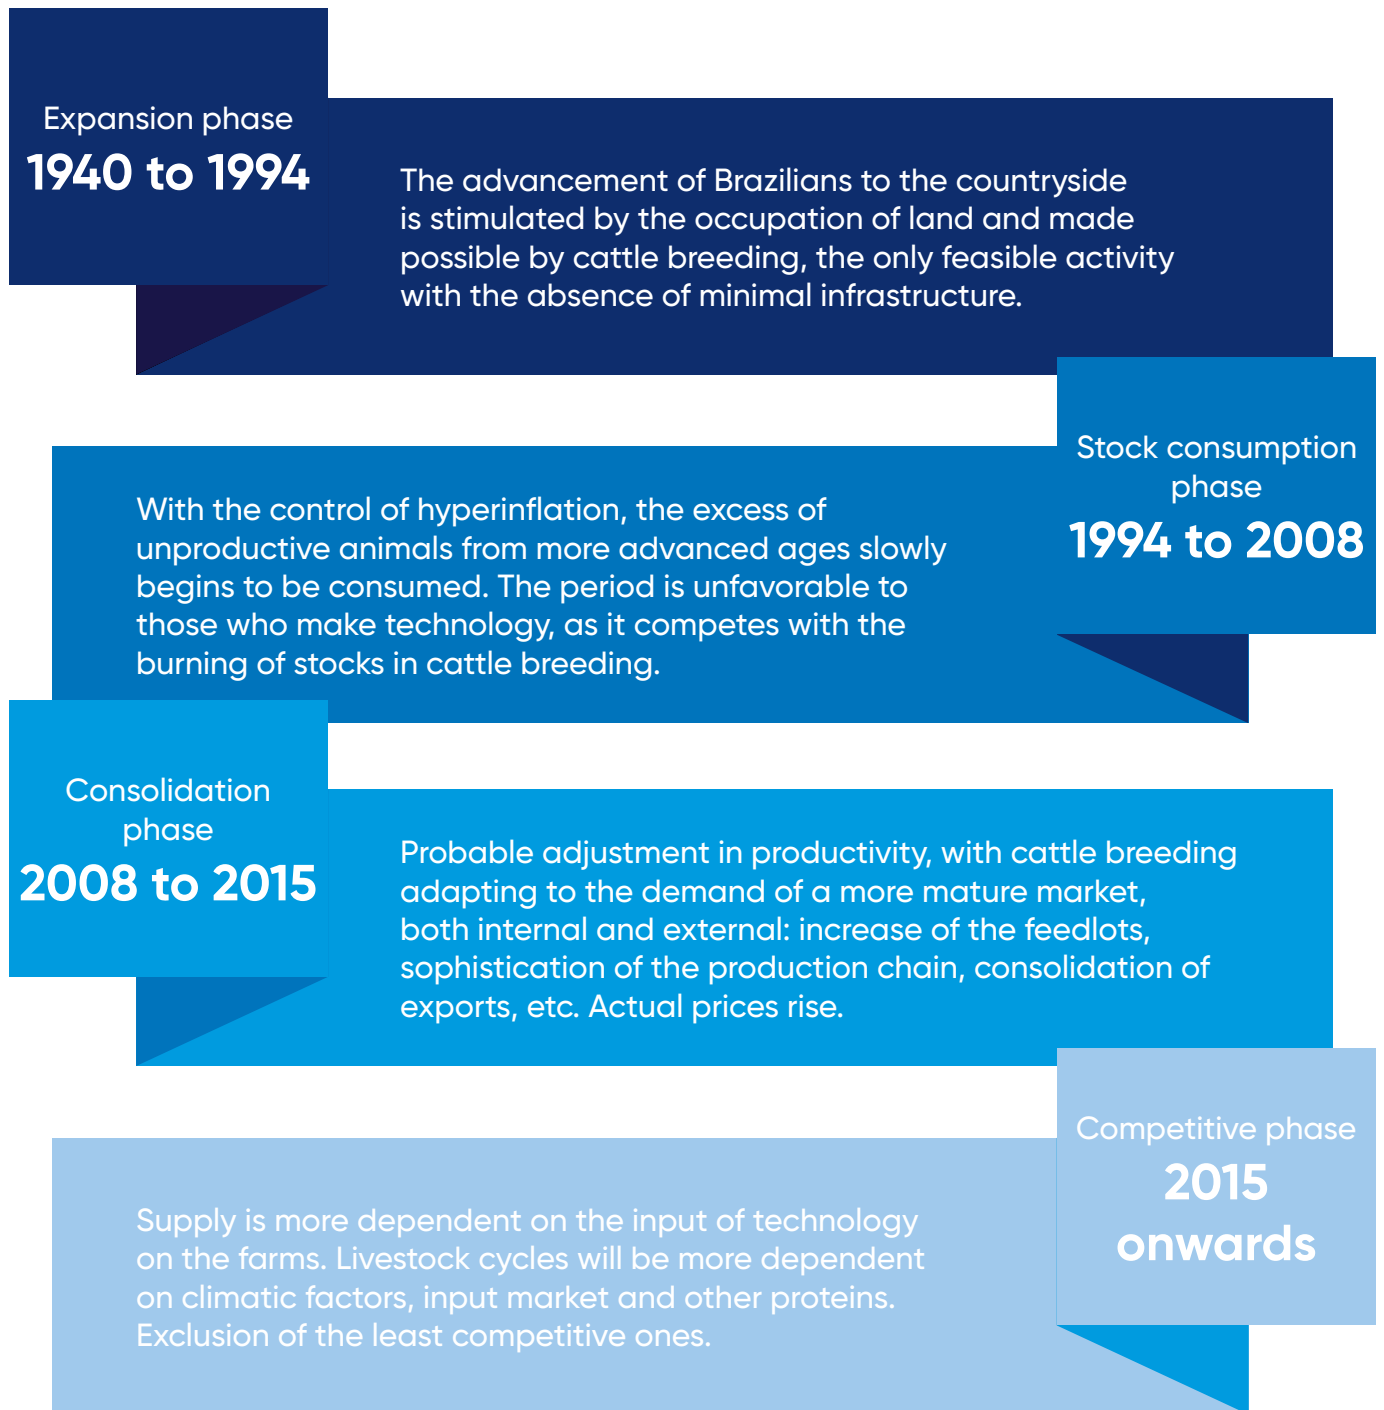 Expansion phase
1940 to 1994
The advancement of Brazilians to the countryside
is stimulated by the occupation of land and made
possible by cattle breeding, the only feasible activity
with the absence of minimal infrastructure.
Stock consumption
phase
1994 to 2008
With the control of hyperinflation, the excess of
unproductive animals from more advanced ages slowly
begins to be consumed. The period is unfavorable to
those who make technology, as it competes with the
burning of stocks in cattle breeding.
Consolidation
phase
2008 to 2015
Probable adjustment in productivity, with cattle breeding
adapting to the demand of a more mature market,
both internal and external: increase of the feedlots,
sophistication of the production chain, consolidation of
exports, etc. Actual prices rise.
Competitive phase
2015
onwards
Supply is more dependent on the input of technology
on the farms. Livestock cycles will be more dependent
on climatic factors, input market and other proteins.
Exclusion of the least competitive ones.